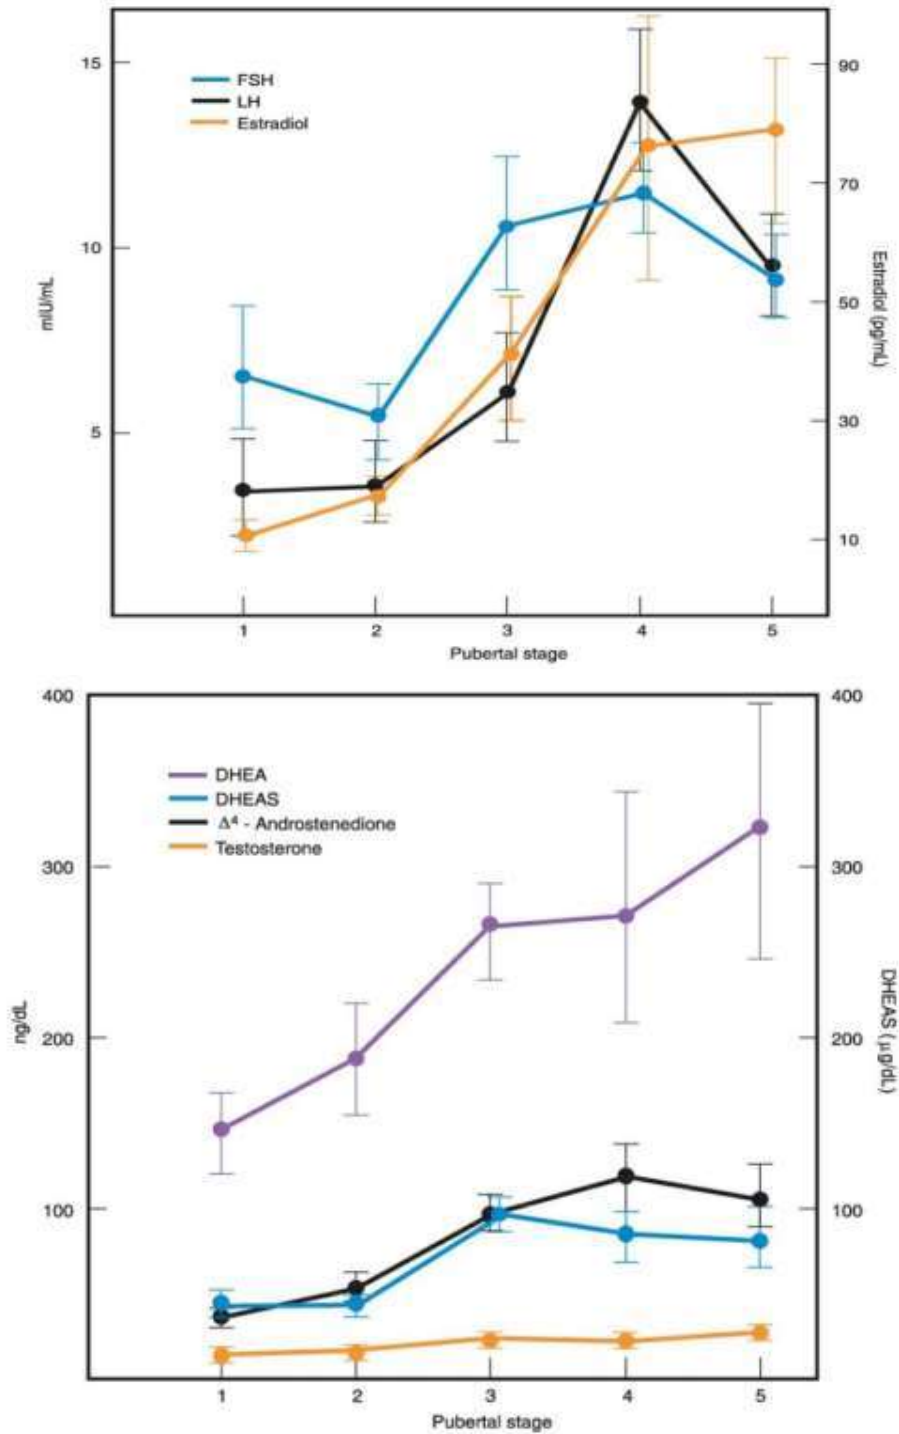 15
10
5
mIU/mL
FSH
LH
Estradiol
90
70
50
30
10
Estradiol (pg/mL)
1 2 3 4 5
Pubertal stage
400
300
200
100
ng/dL
DHEA
DHEAS
Δ⁴ - Androstenedione
Testosterone
400
300
200
100
DHEAS (μg/dL)
1 2 3 4 5
Pubertal stage